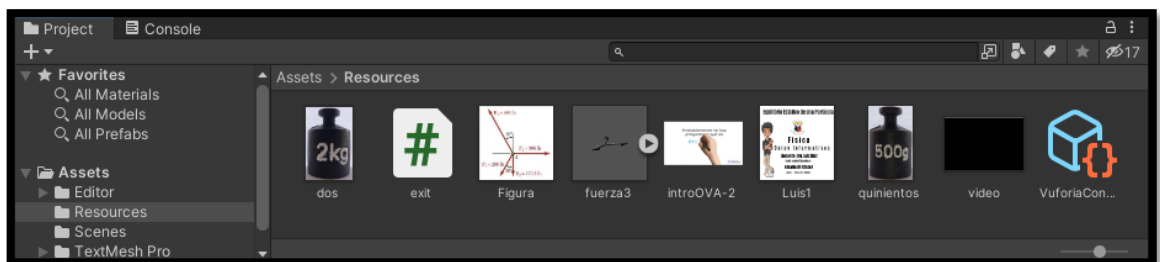 Project Console
17
Favorites
All Materials
All Models
All Prefabs
Assets
Editor
Resources
Scenes
TextMesh Pro
Assets > Resources
2kg
#
500g
Física
dos
exit
Figura
fuerza3
introOVA-2
Luis1
quinientos
video
VuforiaCon...